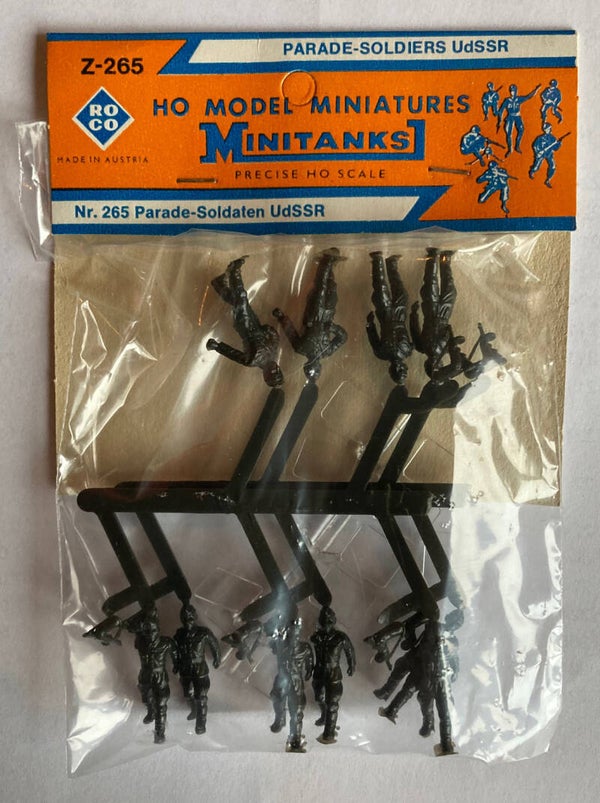 PARADE-SOLDIERS UdSSR
Z-265
RO
CO
HO MODEL MINIATURES
MINITANKS
MADE IN AUSTRIA
PRECISE HO SCALE
Nr. 265 Parade-Soldaten UdSSR